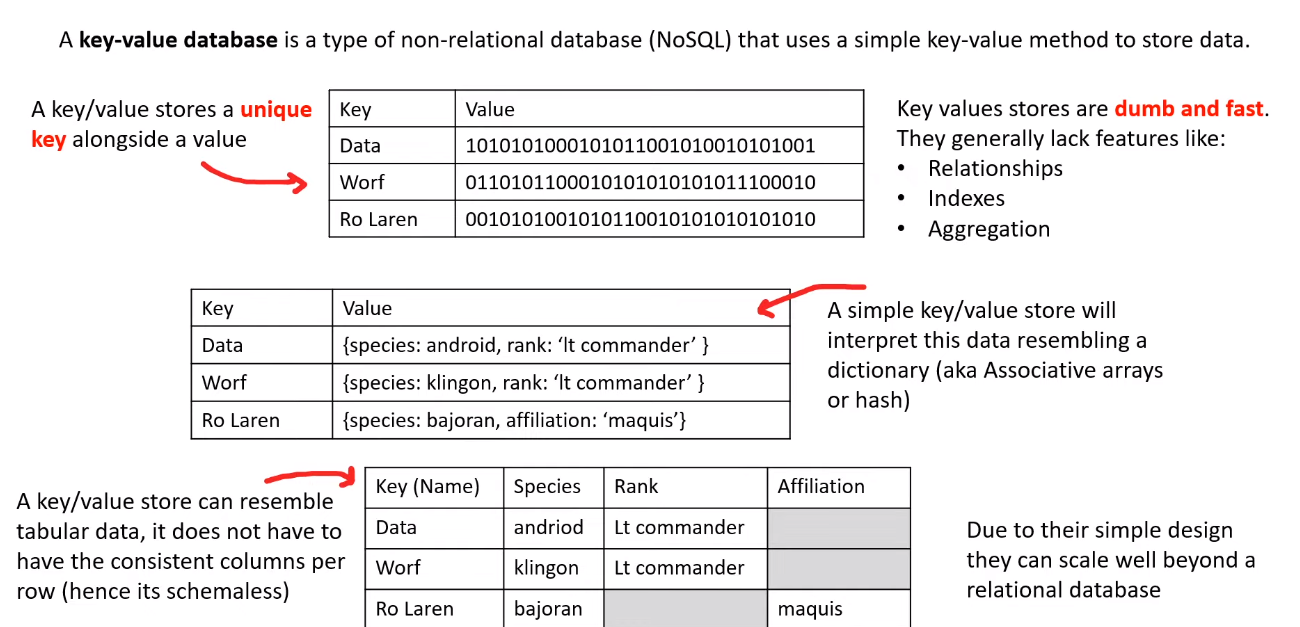 A key-value database is a type of non-relational database (NoSQL) that uses a simple key-value method to store data.
A key/value stores a unique
key alongside a value
Key Value
Data 1010101000101011001010010101001
Worf 0110101100010101010101011100010
Ro Laren 0010101001010110010101010101010
Key values stores are dumb and fast.
They generally lack features like:
• Relationships
• Indexes
• Aggregation
Key Value
Data {species: android, rank: ‘lt commander’ }
Worf {species: klingon, rank: ‘lt commander’ }
Ro Laren {species: bajoran, affiliation: ‘maquis’}
A simple key/value store will
interpret this data resembling a
dictionary (aka Associative arrays
or hash)
A key/value store can resemble
tabular data, it does not have to
have the consistent columns per
row (hence its schemaless)
Key (Name) Species Rank Affiliation
Data andriod Lt commander
Worf klingon Lt commander
Ro Laren bajoran maquis
Due to their simple design
they can scale well beyond a
relational database